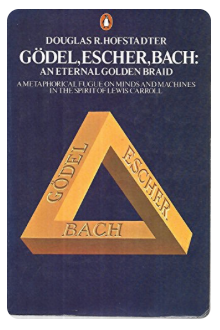 DOUGLAS R. HOFSTADTER
GÖDEL, ESCHER, BACH:
AN ETERNAL GOLDEN BRAID
A METAPHORICAL FUGUE ON MINDS AND MACHINES
IN THE SPIRIT OF LEWIS CARROLL
GÖDEL
ESCHER
BACH